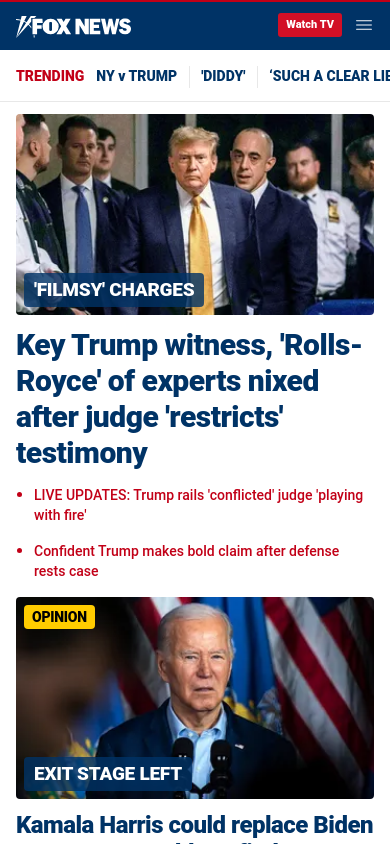 FOX NEWS
Watch TV
TRENDING NY v TRUMP 'DIDDY' ‘SUCH A CLEAR LIE
'FILMSY' CHARGES
Key Trump witness, 'Rolls-
Royce' of experts nixed
after judge 'restricts'
testimony
LIVE UPDATES: Trump rails 'conflicted' judge 'playing
with fire'
Confident Trump makes bold claim after defense
rests case
OPINION
EXIT STAGE LEFT
Kamala Harris could replace Biden